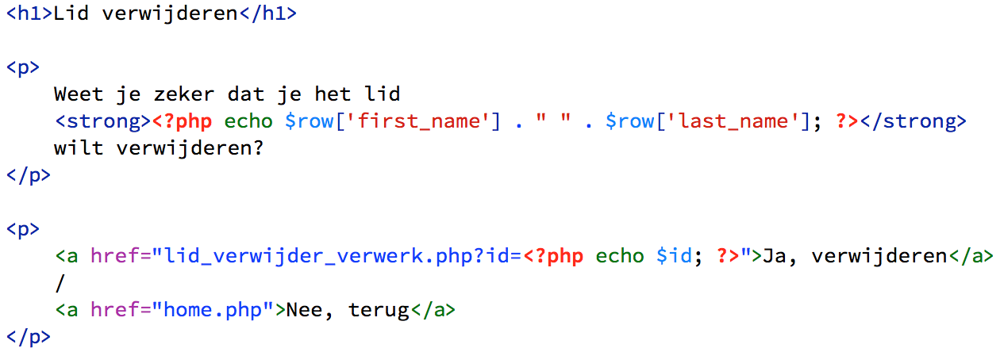 <h1>Lid verwijderen</h1>
<p>
Weet je zeker dat je het lid
<strong><?php echo $row['first_name'] . " " . $row['last_name']; ?></strong>
wilt verwijderen?
</p>
<p>
<a href="lid_verwijder_verwerk.php?id=<?php echo $id; ?>">Ja, verwijderen</a>
/
<a href="home.php">Nee, terug</a>
</p>